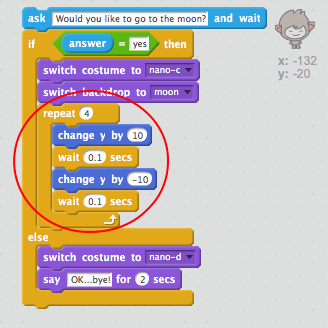 ask Would you like to go to the moon? and wait
if answer = yes then
x: -132
y: -20
switch costume to nano-c
switch backdrop to moon
repeat 4
change y by 10
wait 0.1 secs
change y by -10
wait 0.1 secs
else
switch costume to nano-d
say OK...bye! for 2 secs